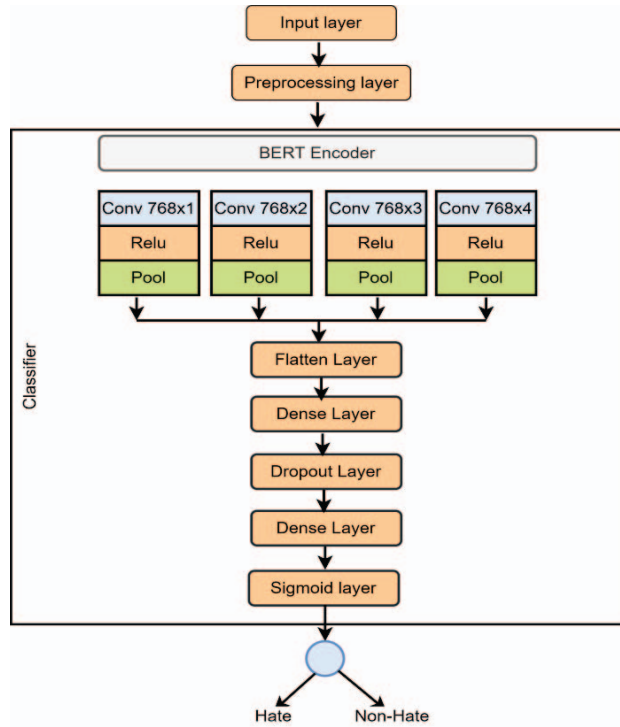 Input layer
Preprocessing layer
BERT Encoder
Conv 768x1 Conv 768x2 Conv 768x3 Conv 768x4
Relu Relu Relu Relu
Pool Pool Pool Pool
Flatten Layer
Dense Layer
Dropout Layer
Dense Layer
Sigmoid layer
Classifier
Hate Non-Hate